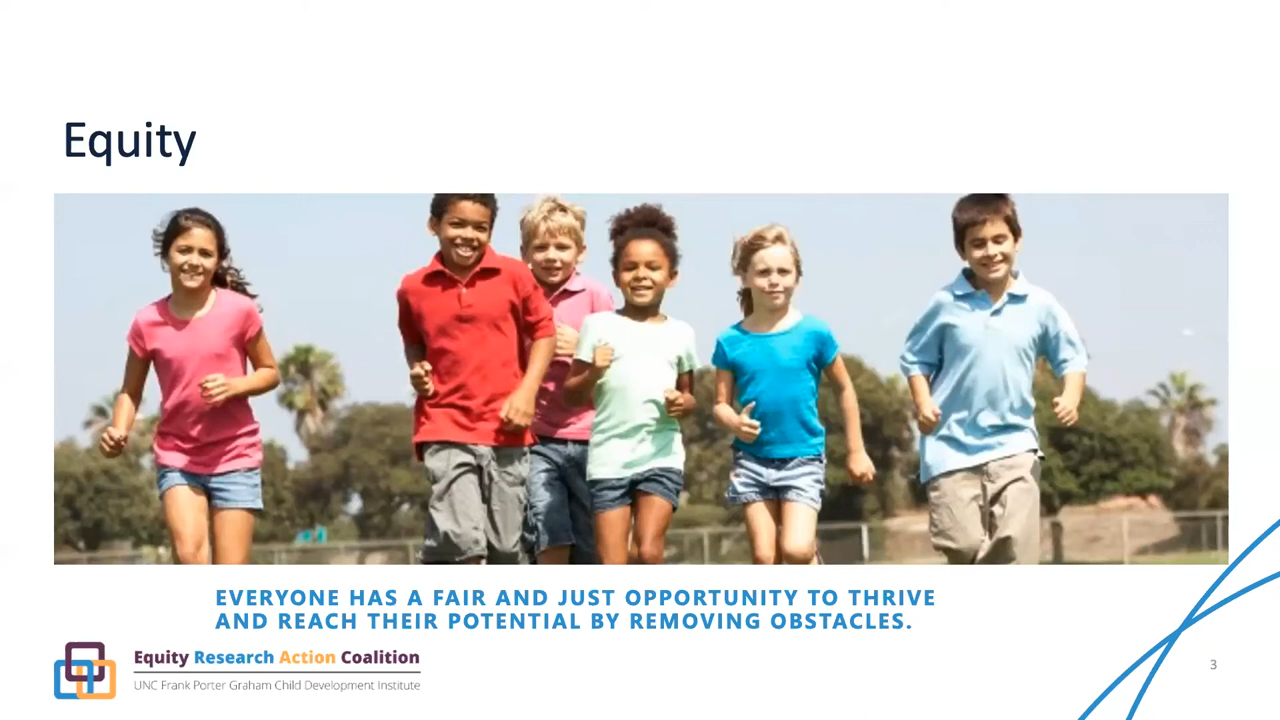 Equity
EVERYONE HAS A FAIR AND JUST OPPORTUNITY TO THRIVE
AND REACH THEIR POTENTIAL BY REMOVING OBSTACLES.
Equity Research Action Coalition
UNC Frank Porter Graham Child Development Institute
3